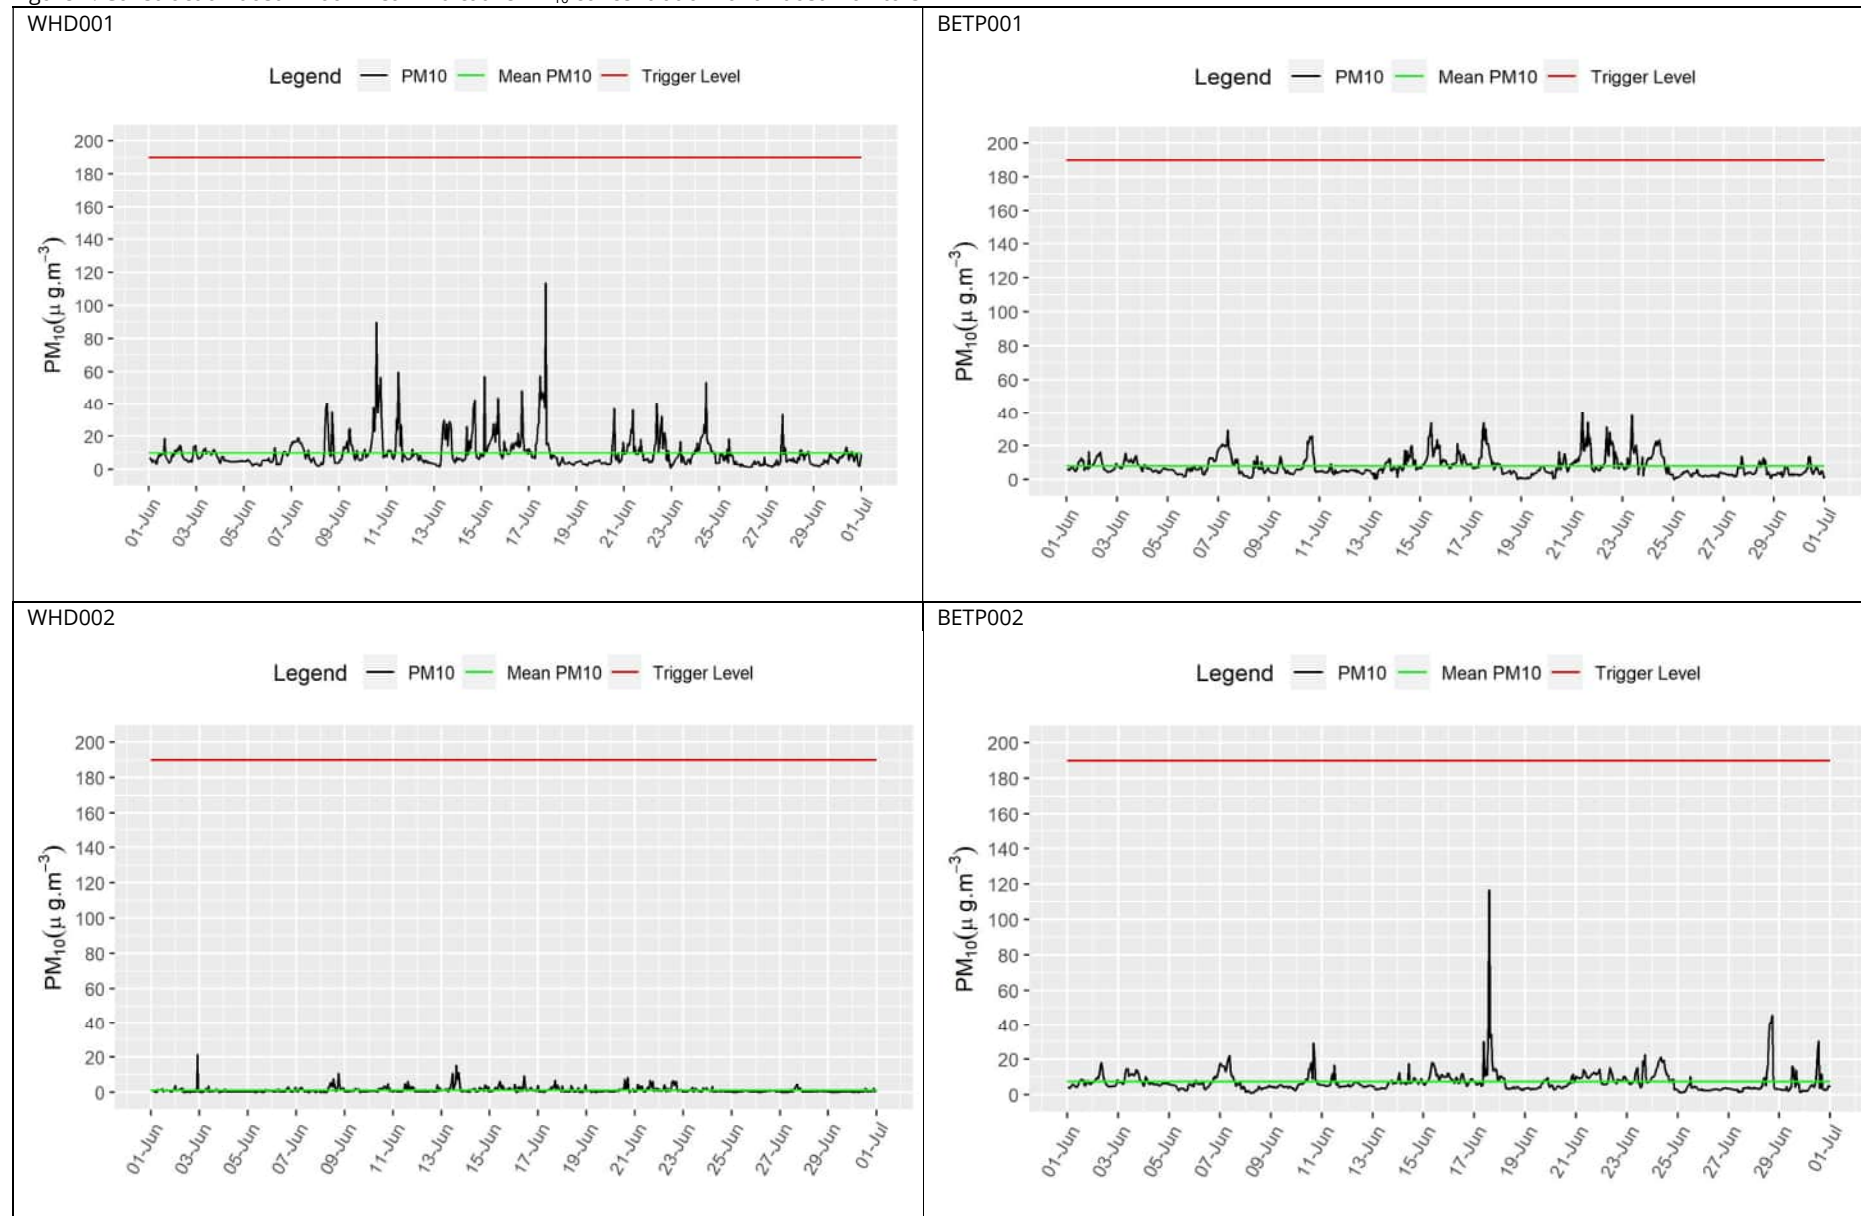 WHD001
Legend PM10 Mean PM10 Trigger Level
PM₁₀(μ g.m⁻³)
200
180
160
140
120
100
80
60
40
20
0
01-Jun 03-Jun 05-Jun 07-Jun 09-Jun 11-Jun 13-Jun 15-Jun 17-Jun 19-Jun 21-Jun 23-Jun 25-Jun 27-Jun 29-Jun 01-Jul
BETP001
Legend PM10 Mean PM10 Trigger Level
PM₁₀(μ g.m⁻³)
200
180
160
140
120
100
80
60
40
20
0
01-Jun 03-Jun 05-Jun 07-Jun 09-Jun 11-Jun 13-Jun 15-Jun 17-Jun 19-Jun 21-Jun 23-Jun 25-Jun 27-Jun 29-Jun 01-Jul
WHD002
Legend PM10 Mean PM10 Trigger Level
PM₁₀(μ g.m⁻³)
200
180
160
140
120
100
80
60
40
20
0
01-Jun 03-Jun 05-Jun 07-Jun 09-Jun 11-Jun 13-Jun 15-Jun 17-Jun 19-Jun 21-Jun 23-Jun 25-Jun 27-Jun 29-Jun 01-Jul
BETP002
Legend PM10 Mean PM10 Trigger Level
PM₁₀(μ g.m⁻³)
200
180
160
140
120
100
80
60
40
20
0
01-Jun 03-Jun 05-Jun 07-Jun 09-Jun 11-Jun 13-Jun 15-Jun 17-Jun 19-Jun 21-Jun 23-Jun 25-Jun 27-Jun 29-Jun 01-Jul